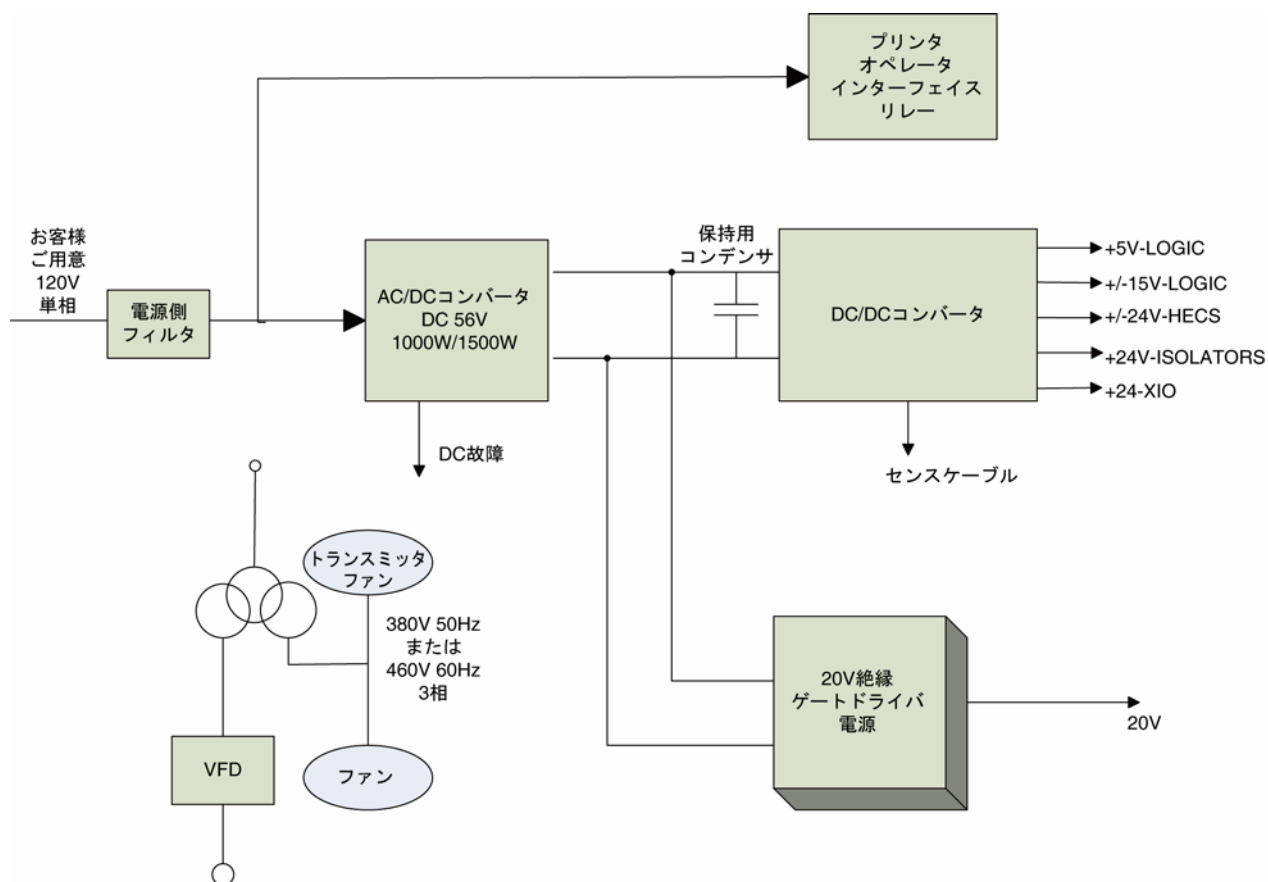 プリンタ
オペレータ
インターフェイス
リレー
お客様
ご用意
120V
単相
電源側
フィルタ
AC/DCコンバータ
DC 56V
1000W/1500W
保持用
コンデンサ
DC/DCコンバータ
+5V-LOGIC
+/-15V-LOGIC
+/-24V-HECS
+24V-ISOLATORS
+24-XIO
DC故障
センスケーブル
トランスミッタ
ファン
380V 50Hz
または
460V 60Hz
3相
VFD
ファン
20V絶縁
ゲートドライバ
電源
20V